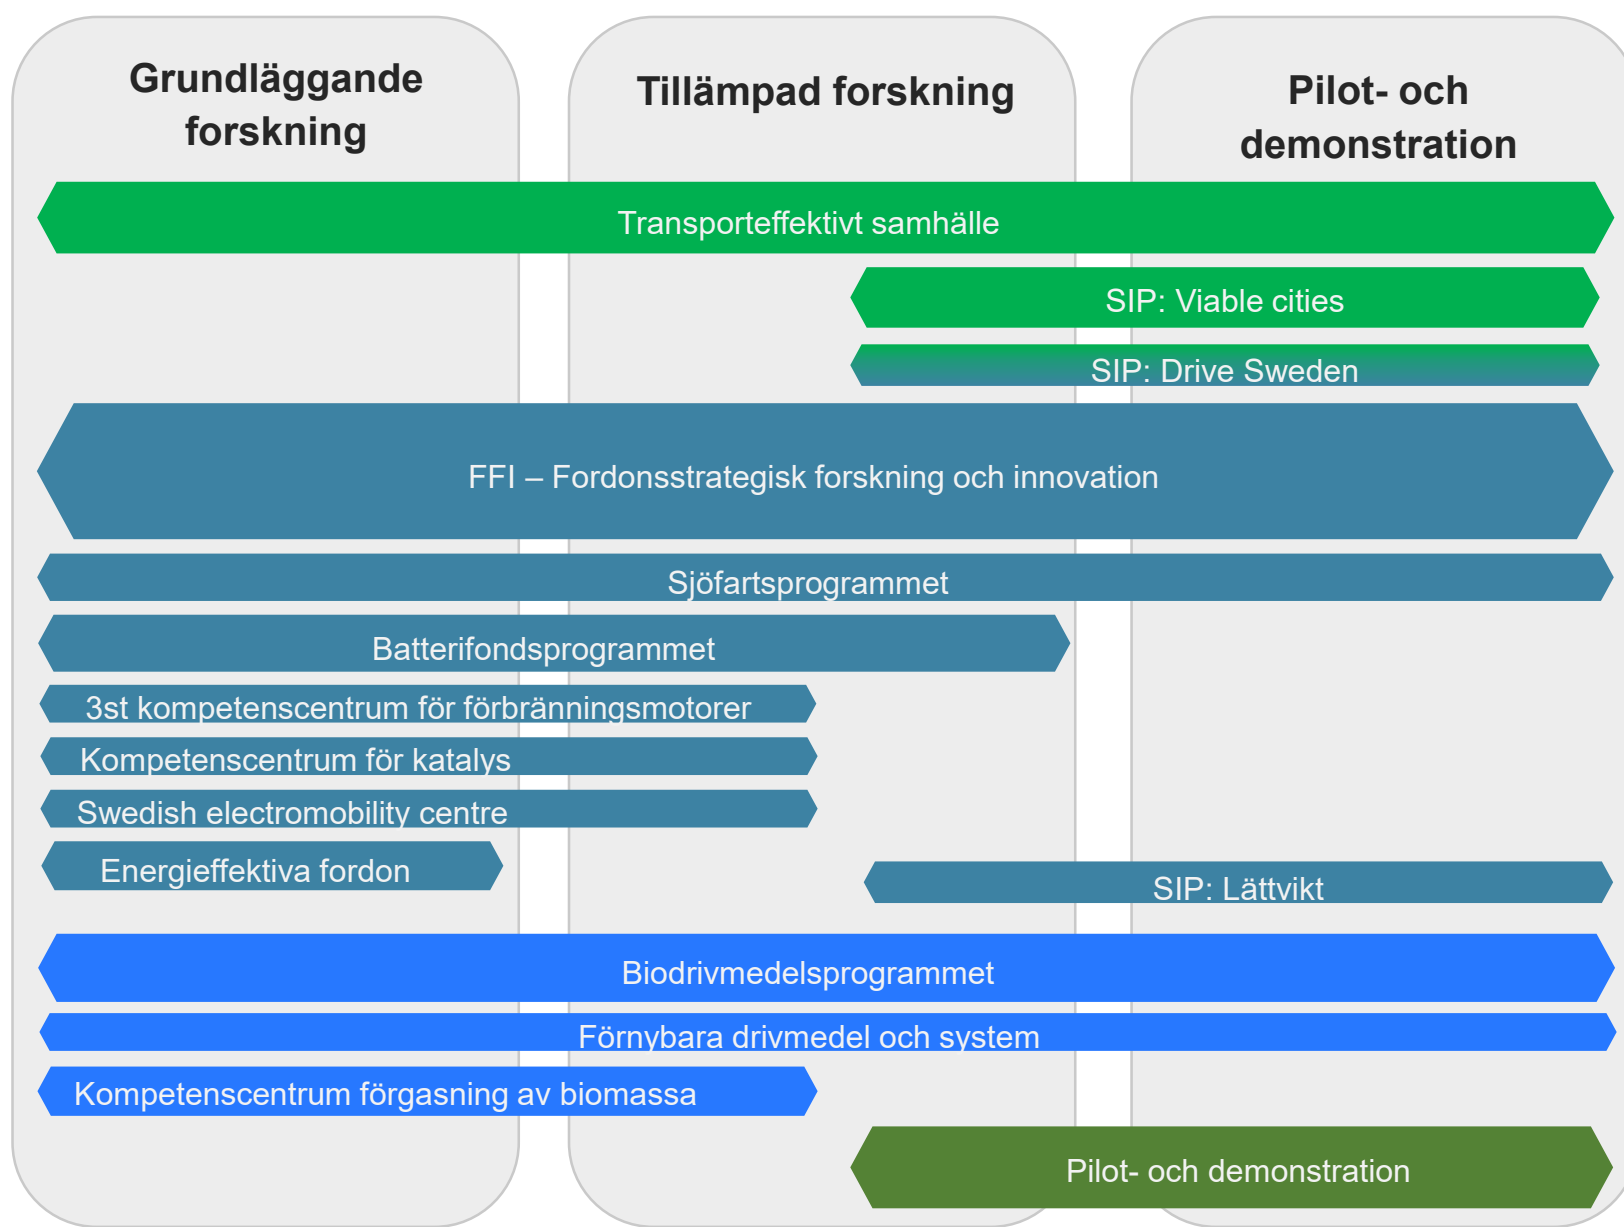 Grundläggande
forskning
Tillämpad forskning
Pilot- och
demonstration
Transporteffektivt samhälle
SIP: Viable cities
SIP: Drive Sweden
FFI – Fordonsstrategisk forskning och innovation
Sjöfartsprogrammet
Batterifondsprogrammet
3st kompetenscentrum för förbränningsmotorer
Kompetenscentrum för katalys
Swedish electromobility centre
Energieffektiva fordon
SIP: Lättvikt
Biodrivmedelsprogrammet
Förnybara drivmedel och system
Kompetenscentrum förgasning av biomassa
Pilot- och demonstration